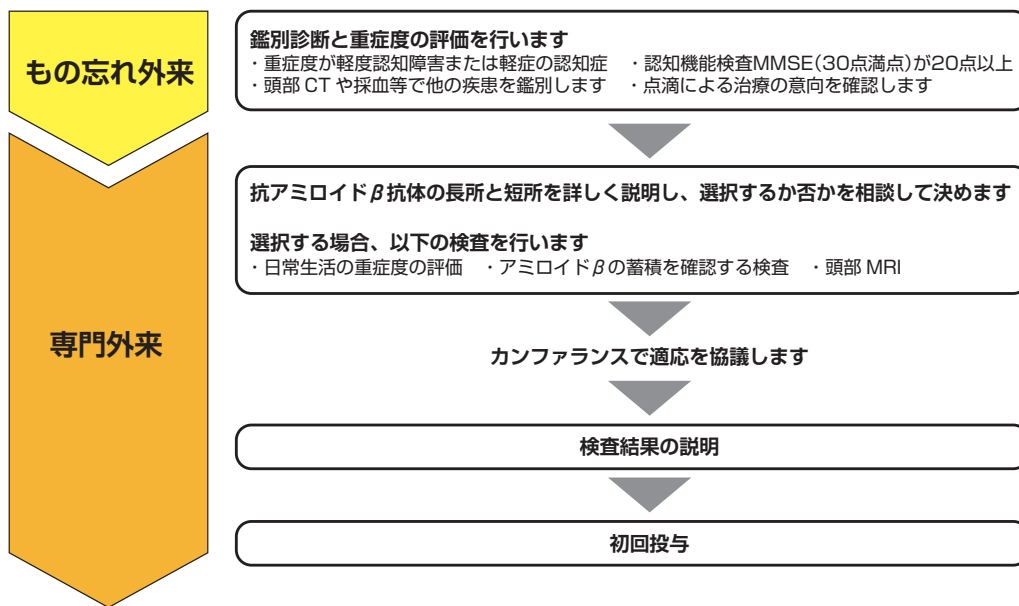 もの忘れ外来
鑑別診断と重症度の評価を行います
・重症度が軽度認知障害または軽症の認知症　・認知機能検査MMSE(30点満点)が20点以上
・頭部 CT や採血等で他の疾患を鑑別します　・点滴による治療の意向を確認します
専門外来
抗アミロイドβ抗体の長所と短所を詳しく説明し、選択するか否かを相談して決めます
選択する場合、以下の検査を行います
・日常生活の重症度の評価　・アミロイドβの蓄積を確認する検査　・頭部 MRI
カンファランスで適応を協議します
検査結果の説明
初回投与